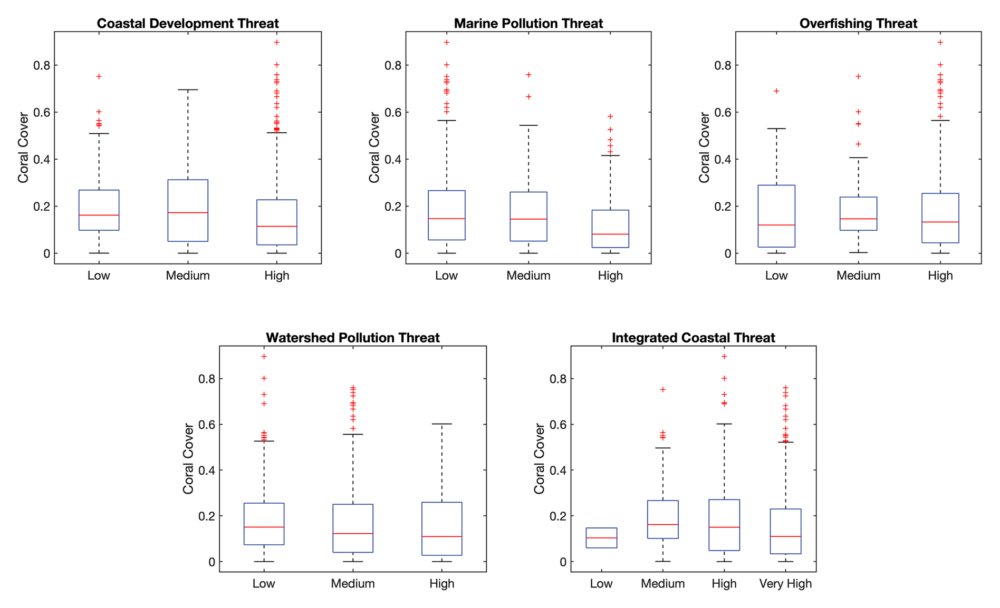 Coastal Development Threat
Coral Cover
0.8
0.6
0.4
0.2
0
Low Medium High
Marine Pollution Threat
Coral Cover
0.8
0.6
0.4
0.2
0
Low Medium High
Overfishing Threat
Coral Cover
0.8
0.6
0.4
0.2
0
Low Medium High
Watershed Pollution Threat
Coral Cover
0.8
0.6
0.4
0.2
0
Low Medium High
Integrated Coastal Threat
Coral Cover
0.8
0.6
0.4
0.2
0
Low Medium High Very High